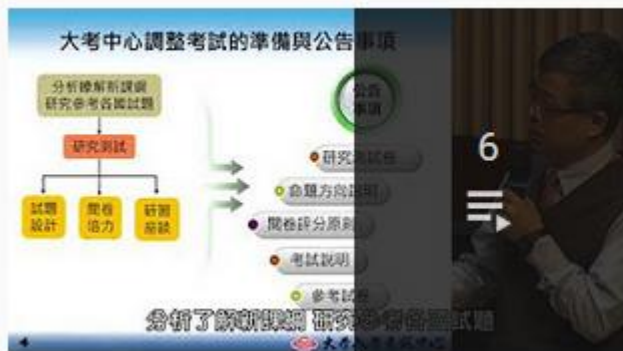 大考中心調整考試的準備與公告事項
分析瞭解新課綱
研究參考各國試題
研究測試
試題
設計
閱卷
倍力
研習
座談
公告
事項
研究測試卷
命題方向說明
閱卷評分原則
考試說明
參考試卷
6
分析了解新課綱 研究參考各國試題
4